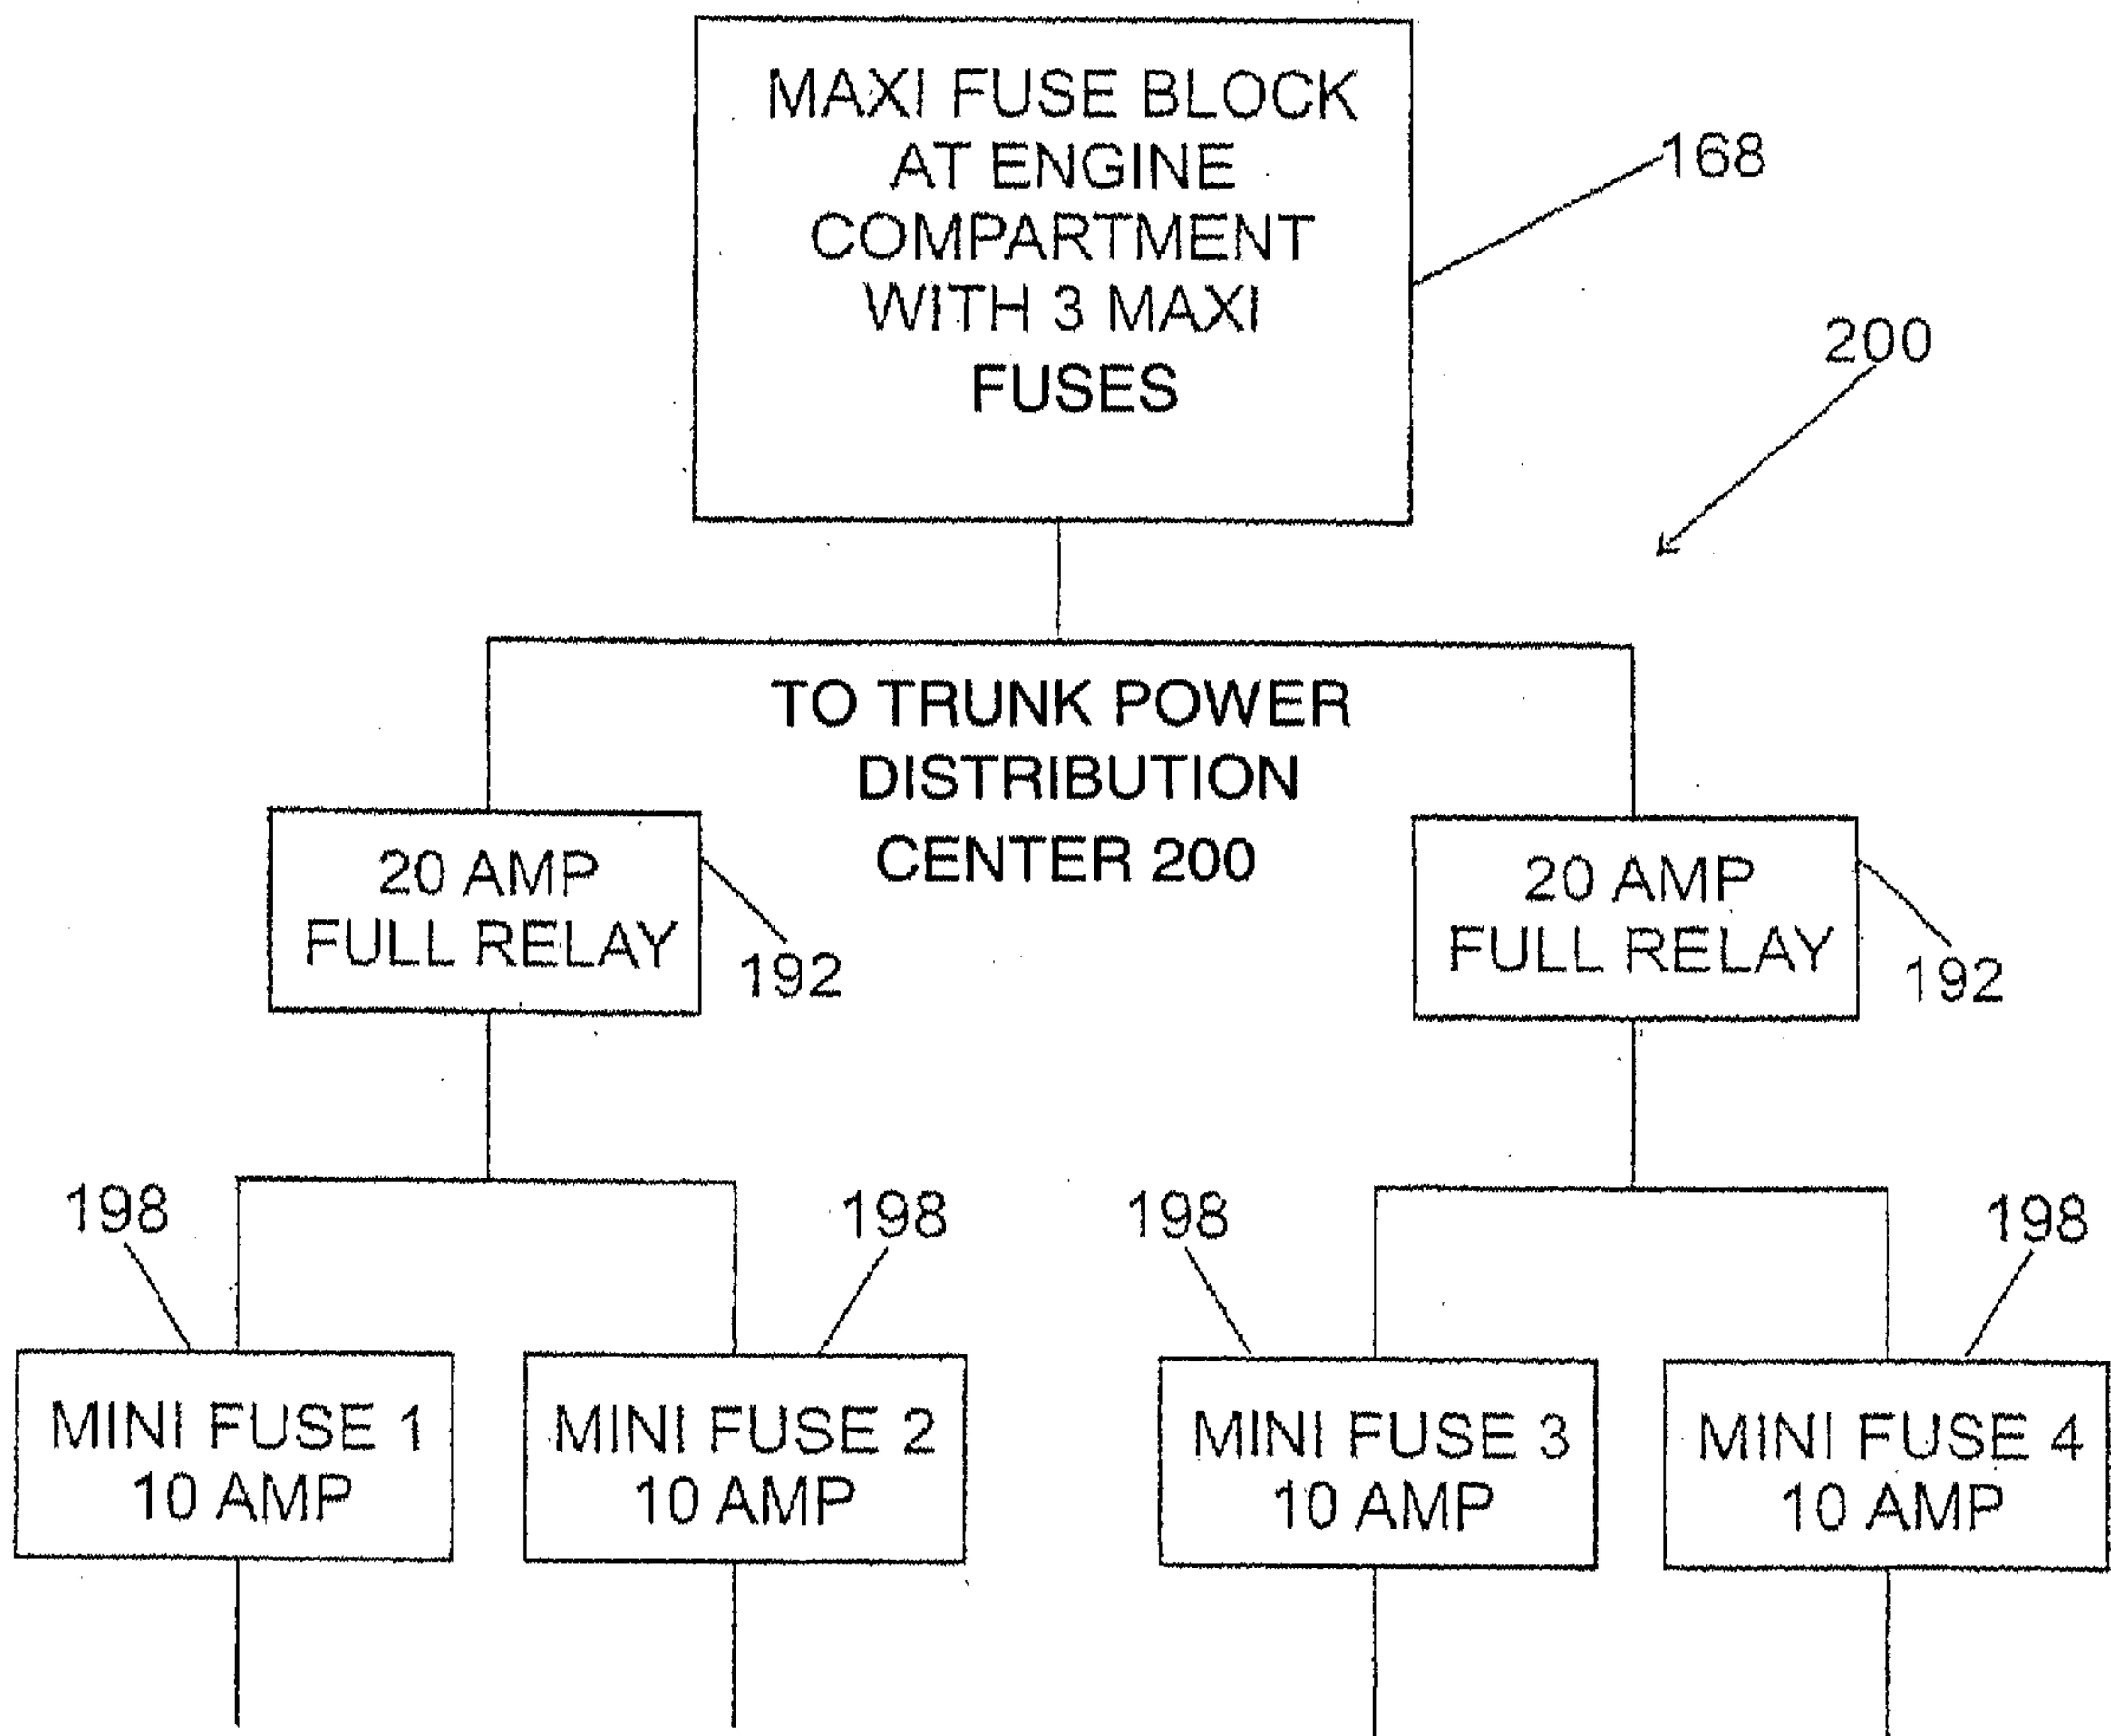 MAXI FUSE BLOCK
AT ENGINE
COMPARTMENT
WITH 3 MAXI
FUSES
168
200
TO TRUNK POWER
DISTRIBUTION
CENTER 200
20 AMP
FULL RELAY
192
20 AMP
FULL RELAY
192
198
198
198
198
MINI FUSE 1
10 AMP
MINI FUSE 2
10 AMP
MINI FUSE 3
10 AMP
MINI FUSE 4
10 AMP